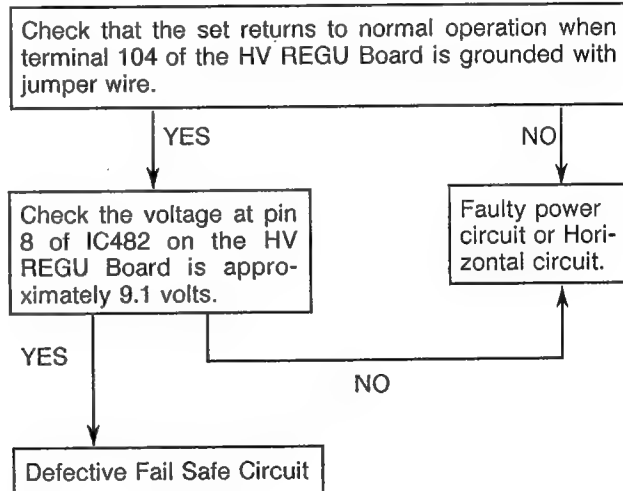 Check that the set returns to normal operation when
terminal 104 of the HV REGU Board is grounded with
jumper wire.
YES
NO
Check the voltage at pin
8 of IC482 on the HV
REGU Board is appro-
ximately 9.1 volts.
Faulty power
circuit or Hori-
zontal circuit.
YES
NO
Defective Fail Safe Circuit